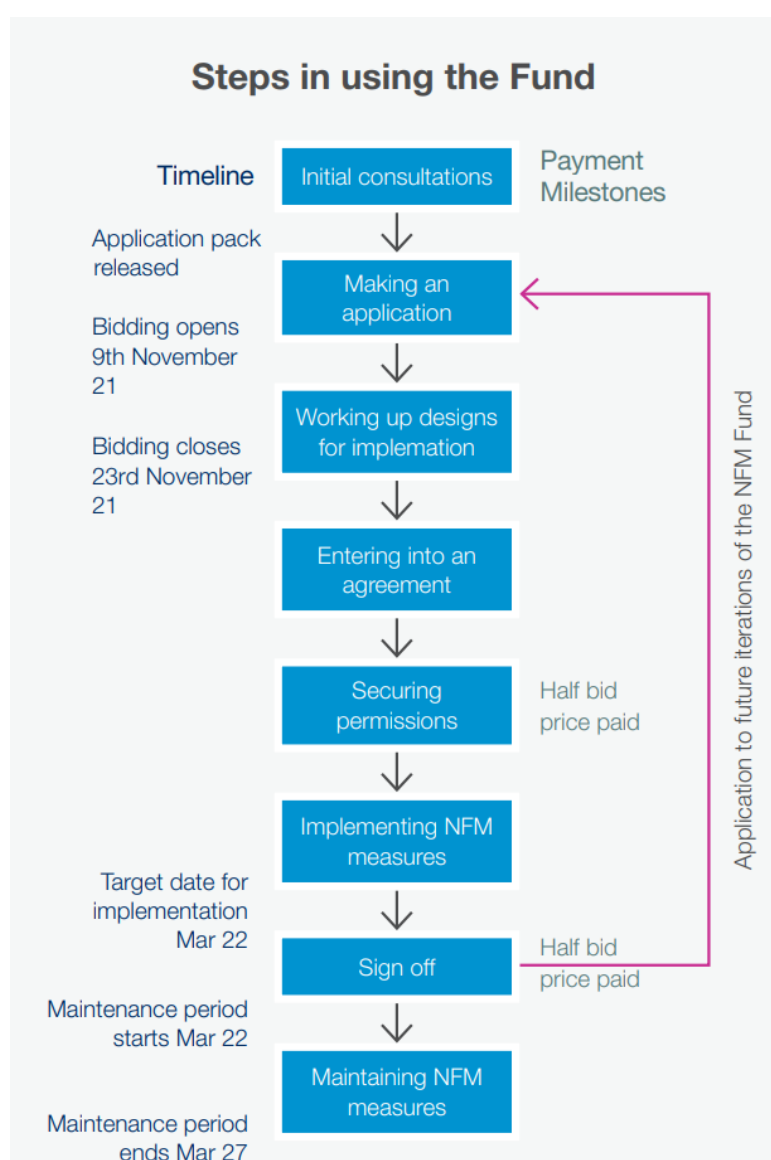 Steps in using the Fund
Timeline
Initial consultations
Payment
Milestones
Application pack
released
Making an
application
Bidding opens
9th November
21
Working up designs
for implemation
Bidding closes
23rd November
21
Entering into an
agreement
Securing
permissions
Half bid
price paid
Implementing NFM
measures
Target date for
implementation
Mar 22
Sign off
Half bid
price paid
Maintenance period
starts Mar 22
Maintaining NFM
measures
Maintenance period
ends Mar 27
Application to future iterations of the NFM Fund